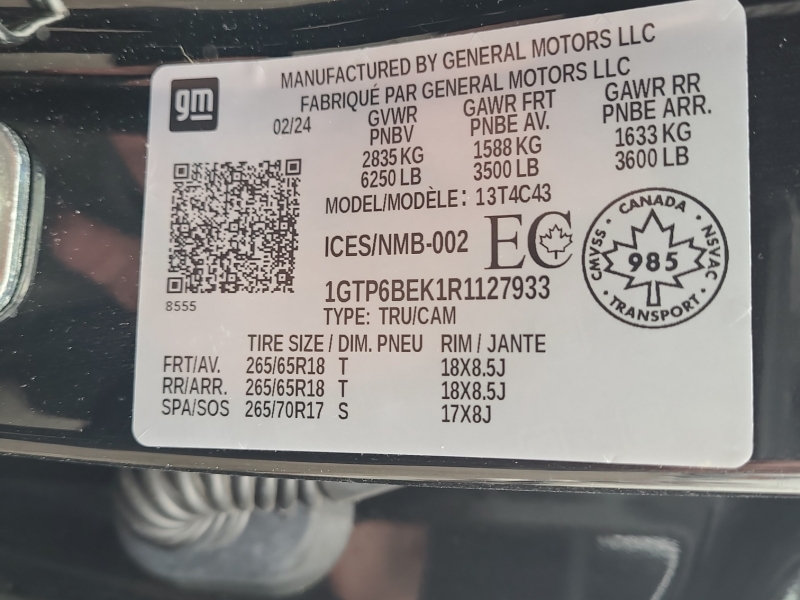 MANUFACTURED BY GENERAL MOTORS LLC
FABRIQUÉ PAR GENERAL MOTORS LLC
gm
02/24
GVWR GAWR FRT GAWR RR
PNBV PNBE AV. PNBE ARR.
2835 KG 1588 KG 1633 KG
6250 LB 3500 LB 3600 LB
MODEL/MODÈLE: 13T4C43
ICES/NMB-002 EC
CANADA
CMVSS 985 NSVAC
TRANSPORT
8555
1GTP6BEK1R1127933
TYPE: TRU/CAM
TIRE SIZE / DIM. PNEU RIM / JANTE
FRT/AV. 265/65R18 T 18X8.5J
RR/ARR. 265/65R18 T 18X8.5J
SPA/SOS 265/70R17 S 17X8J